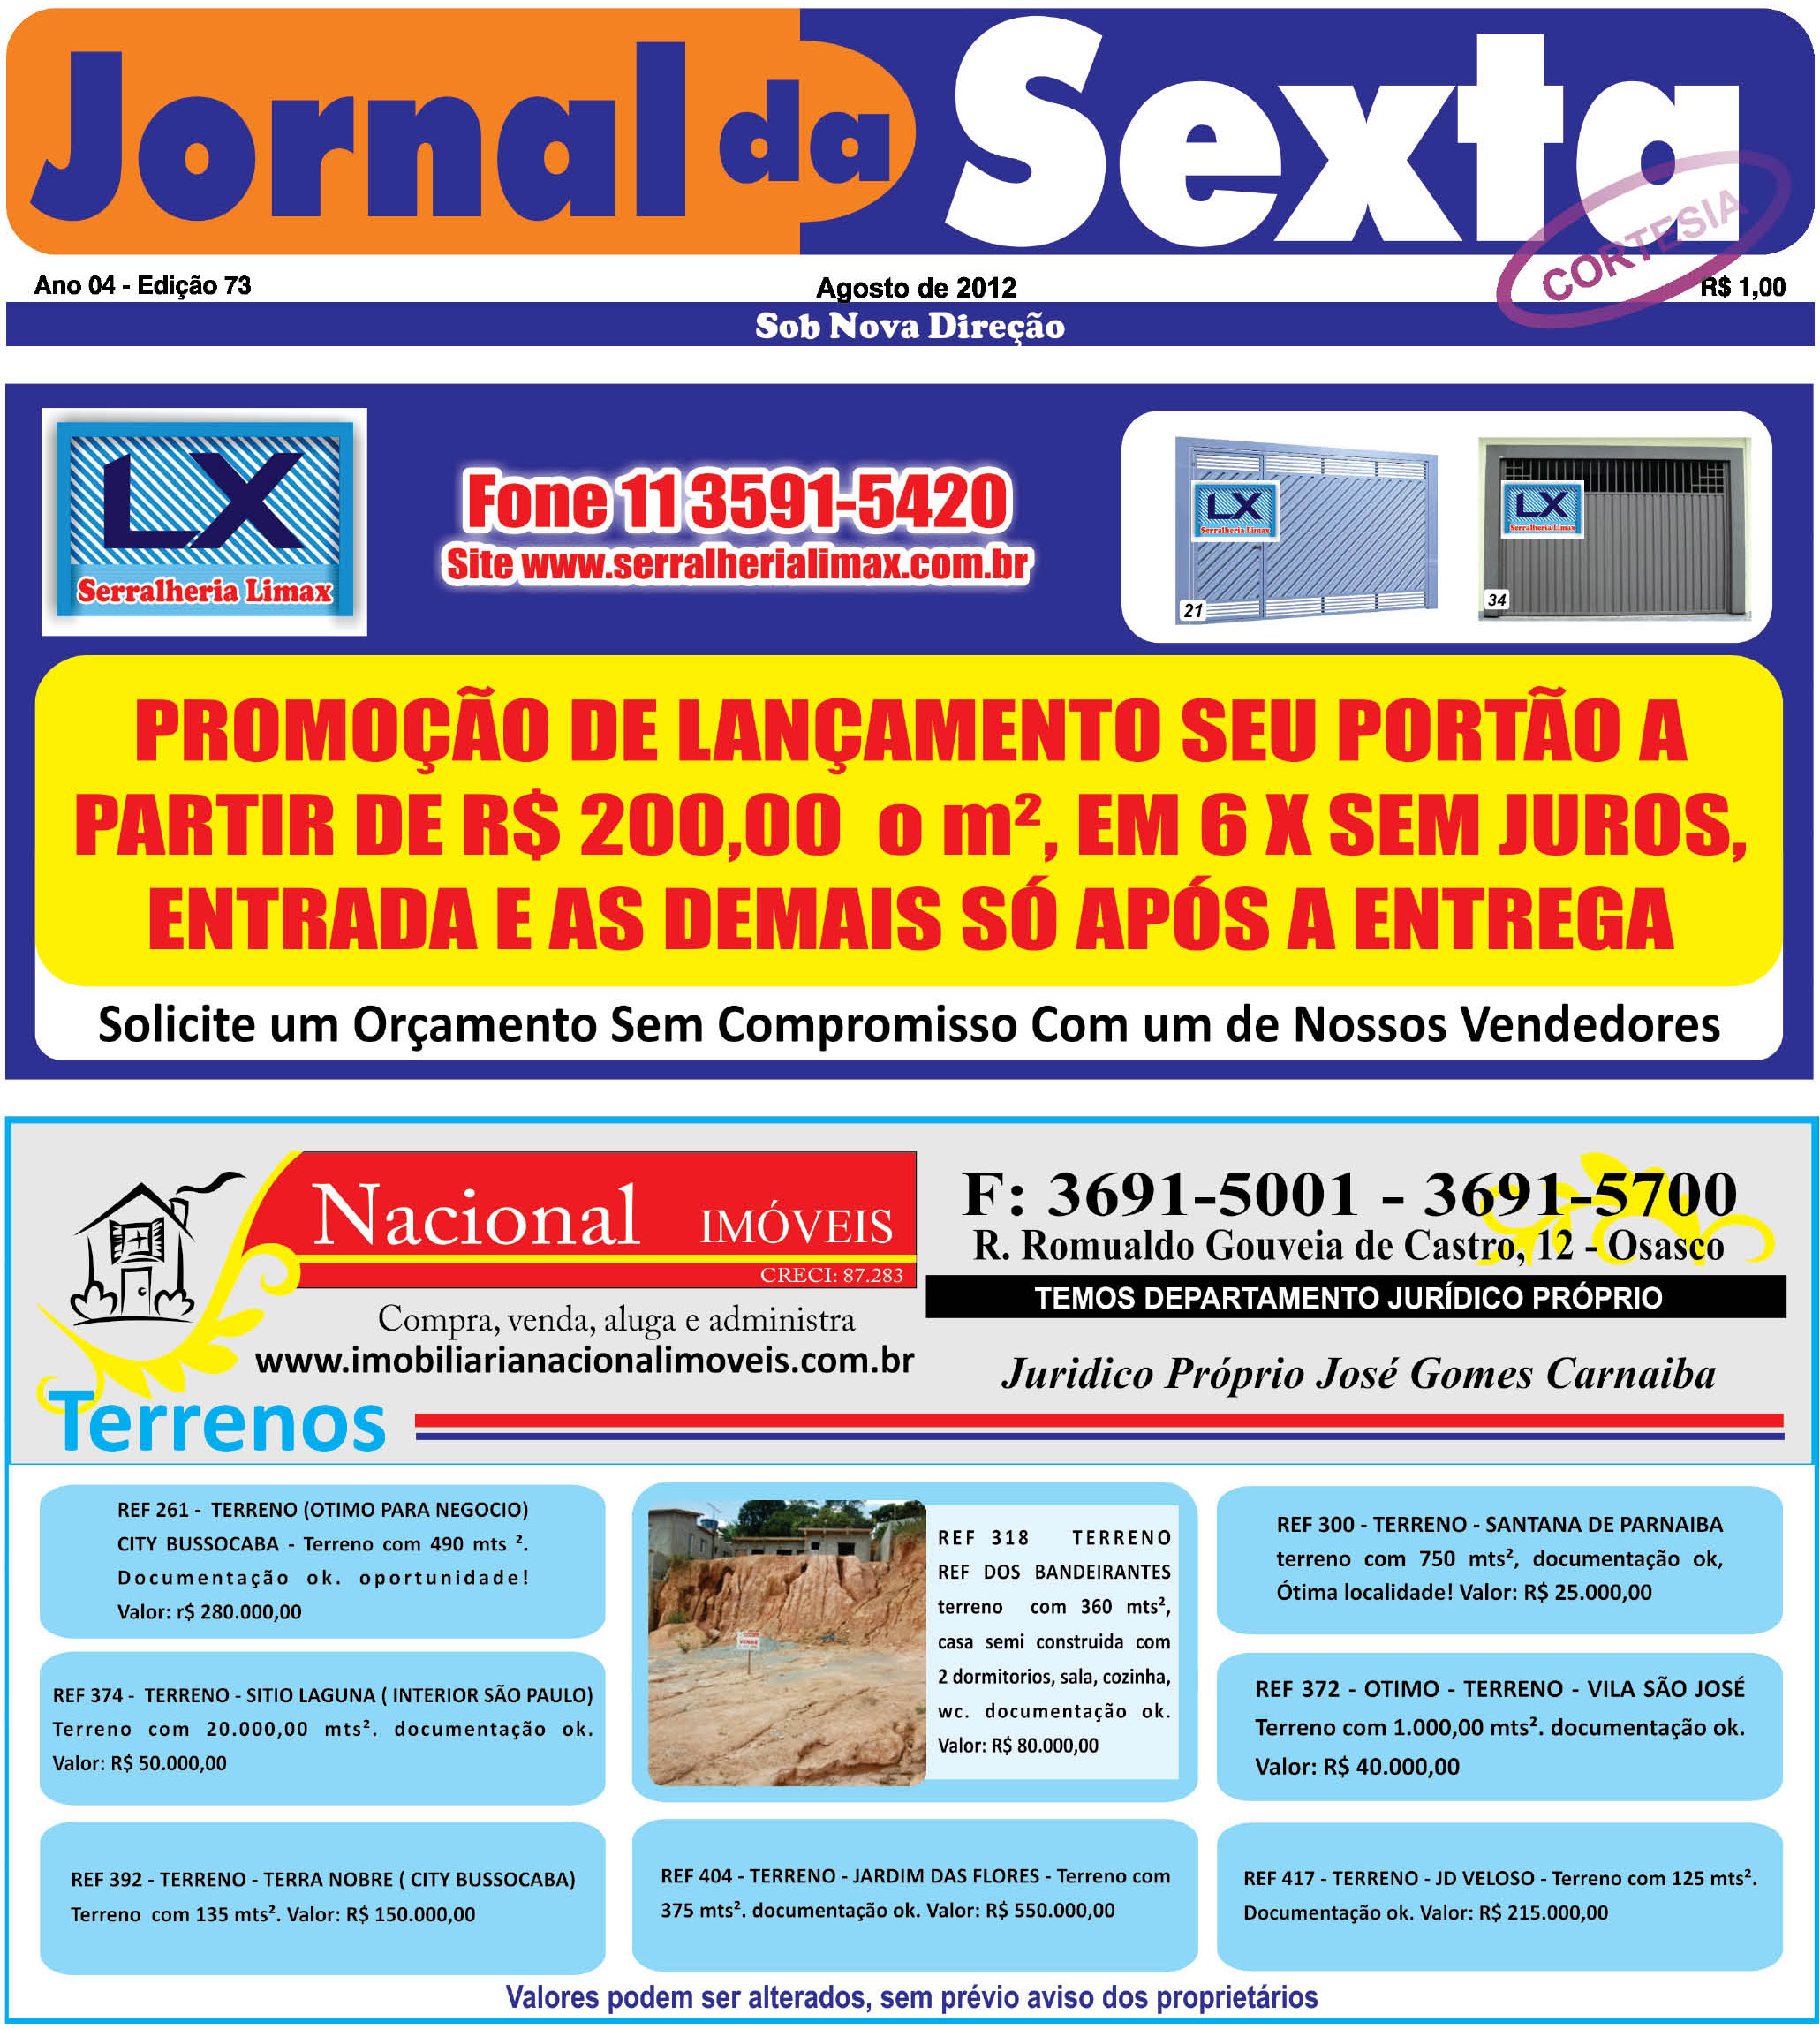 Jornal da Sexta
CORTESIA
Ano 04 - Edição 73
Agosto de 2012
R$ 1,00
Sob Nova Direção
LX
Serralheria Limax
Fone 11 3591-5420
Site www.serralherialimax.com.br
LX
Serralheria Limax
21
LX
Serralheria Limax
34
PROMOÇÃO DE LANÇAMENTO SEU PORTÃO A
PARTIR DE R$ 200,00 o m², EM 6 X SEM JUROS,
ENTRADA E AS DEMAIS SÓ APÓS A ENTREGA
Solicite um Orçamento Sem Compromisso Com um de Nossos Vendedores
Nacional IMÓVEIS
CRECI: 87.283
Compra, venda, aluga e administra
www.imobiliarianacionalimoveis.com.br
F: 3691-5001 - 3691-5700
R. Romualdo Gouveia de Castro, 12 - Osasco
TEMOS DEPARTAMENTO JURÍDICO PRÓPRIO
Juridico Próprio José Gomes Carnaiba
Terrenos
REF 261 - TERRENO (OTIMO PARA NEGOCIO)
CITY BUSSOCABA - Terreno com 490 mts ².
Documentação ok. oportunidade!
Valor: r$ 280.000,00
REF 374 - TERRENO - SITIO LAGUNA ( INTERIOR SÃO PAULO)
Terreno com 20.000,00 mts². documentação ok.
Valor: R$ 50.000,00
REF 392 - TERRENO - TERRA NOBRE ( CITY BUSSOCABA)
Terreno com 135 mts². Valor: R$ 150.000,00
VENDE
REF 318 TERRENO
REF DOS BANDEIRANTES
terreno com 360 mts²,
casa semi construida com
2 dormitorios, sala, cozinha,
wc. documentação ok.
Valor: R$ 80.000,00
REF 404 - TERRENO - JARDIM DAS FLORES - Terreno com
375 mts². documentação ok. Valor: R$ 550.000,00
REF 300 - TERRENO - SANTANA DE PARNAIBA
terreno com 750 mts², documentação ok,
Ótima localidade! Valor: R$ 25.000,00
REF 372 - OTIMO - TERRENO - VILA SÃO JOSÉ
Terreno com 1.000,00 mts². documentação ok.
Valor: R$ 40.000,00
REF 417 - TERRENO - JD VELOSO - Terreno com 125 mts².
Documentação ok. Valor: R$ 215.000,00
Valores podem ser alterados, sem prévio aviso dos proprietários